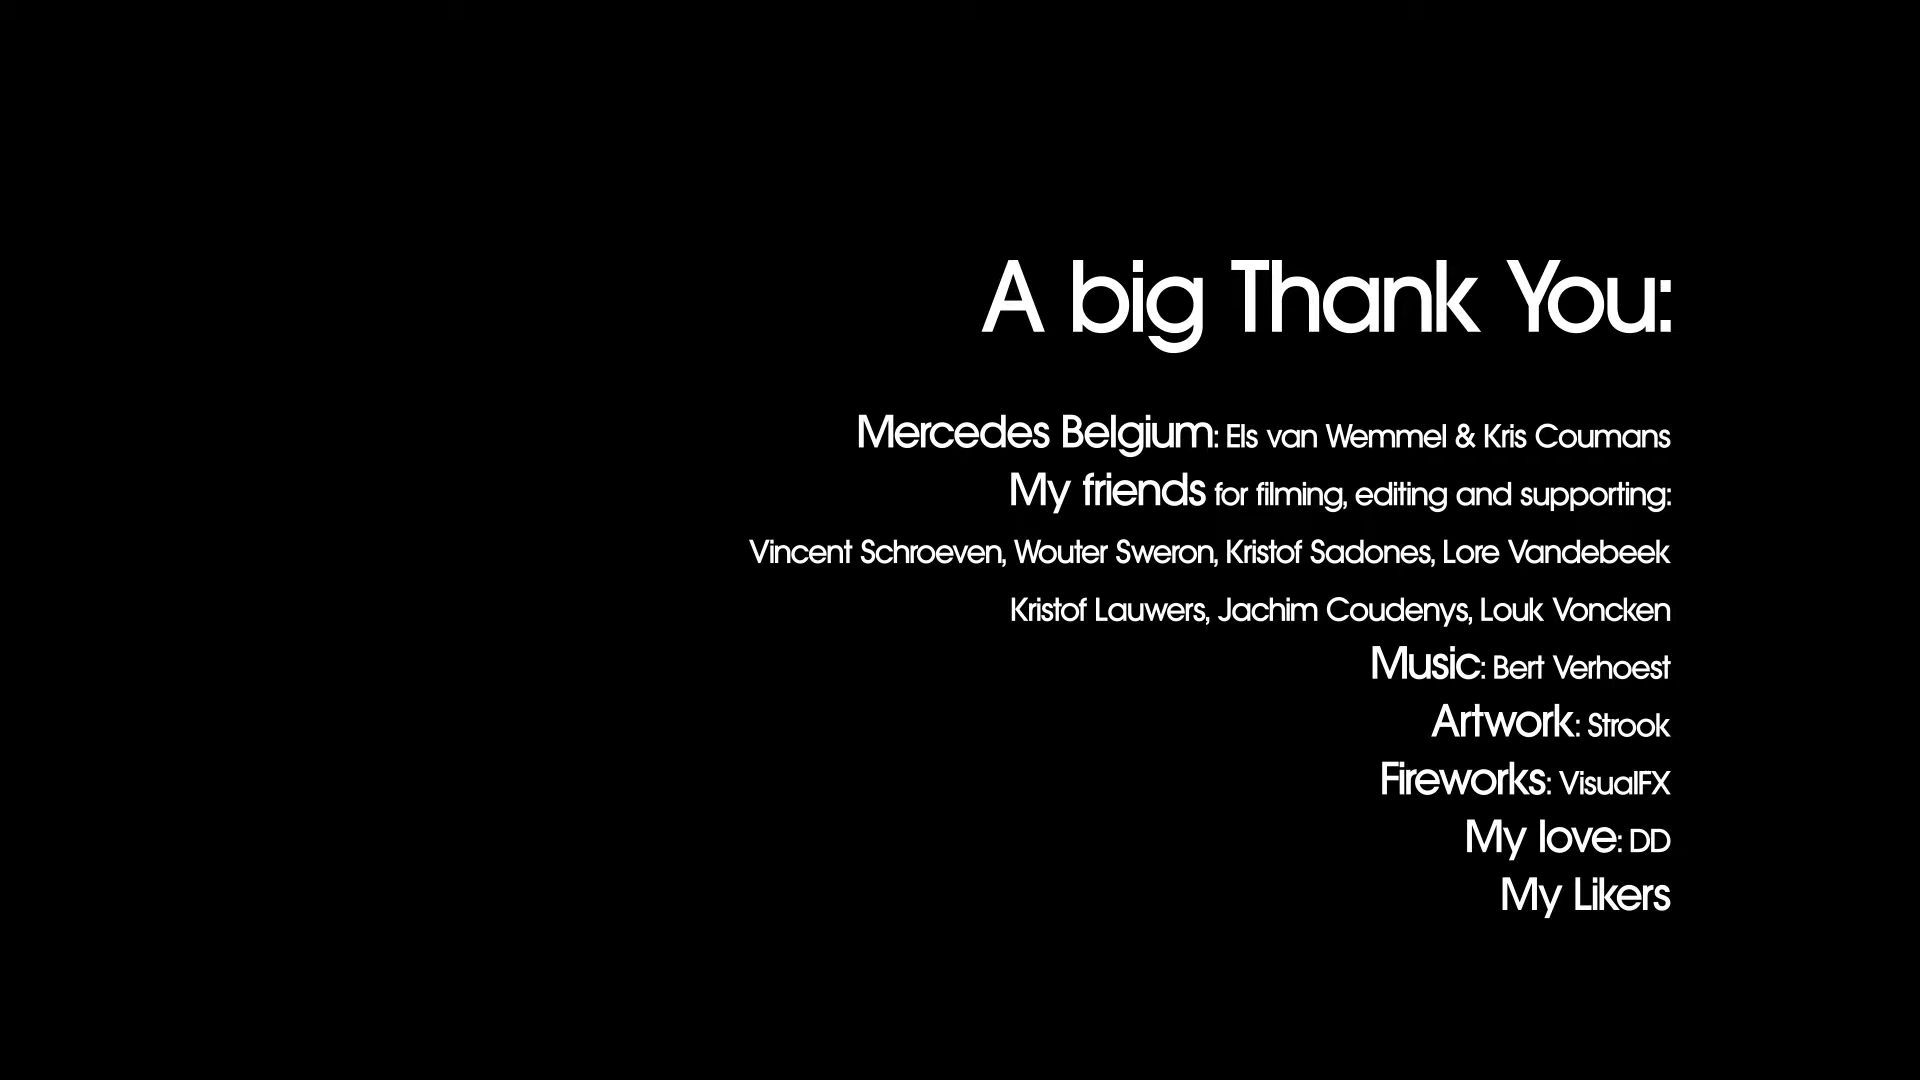 A big Thank You:
Mercedes Belgium: Els van Wemmel & Kris Coumans
My friends for filming, editing and supporting:
Vincent Schroeven, Wouter Sweron, Kristof Sadones, Lore Vandebeek
Kristof Lauwers, Jachim Coudenys, Louk Voncken
Music: Bert Verhoest
Artwork: Strook
Fireworks: VisualFX
My love: DD
My Likers